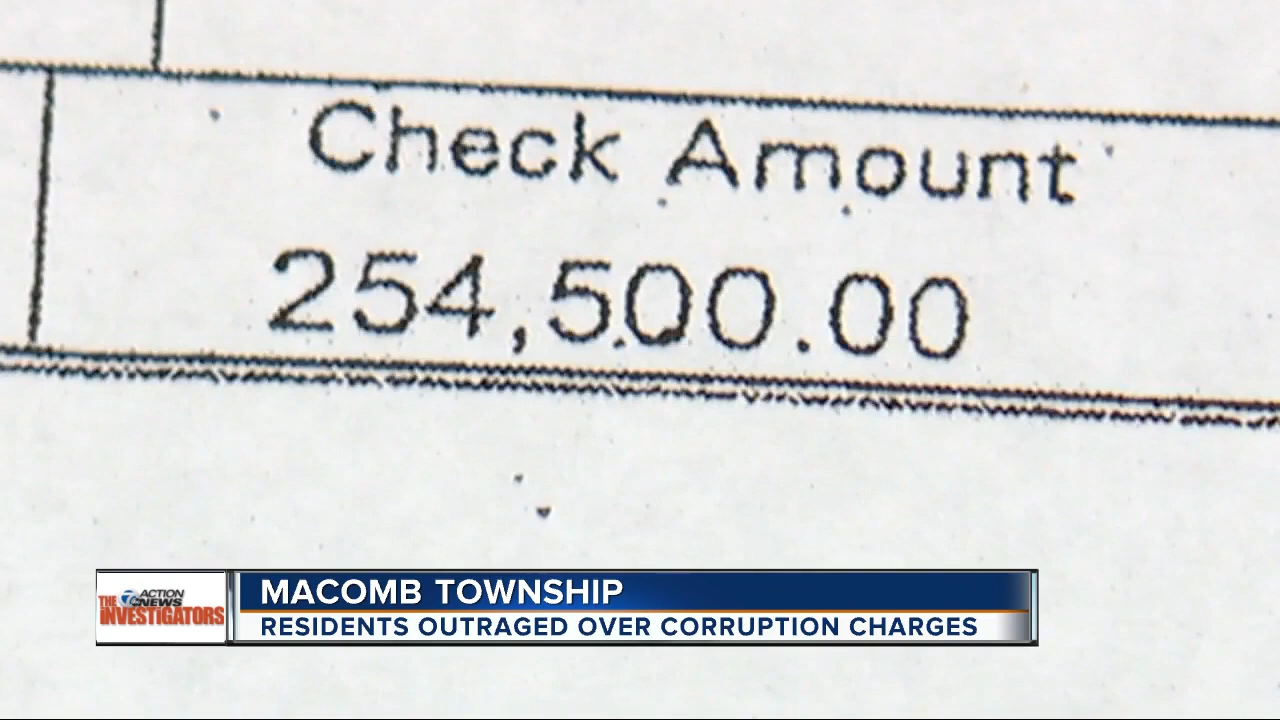 Check Amount
254,500.00
THE 7 ACTION NEWS INVESTIGATORS
MACOMB TOWNSHIP
RESIDENTS OUTRAGED OVER CORRUPTION CHARGES